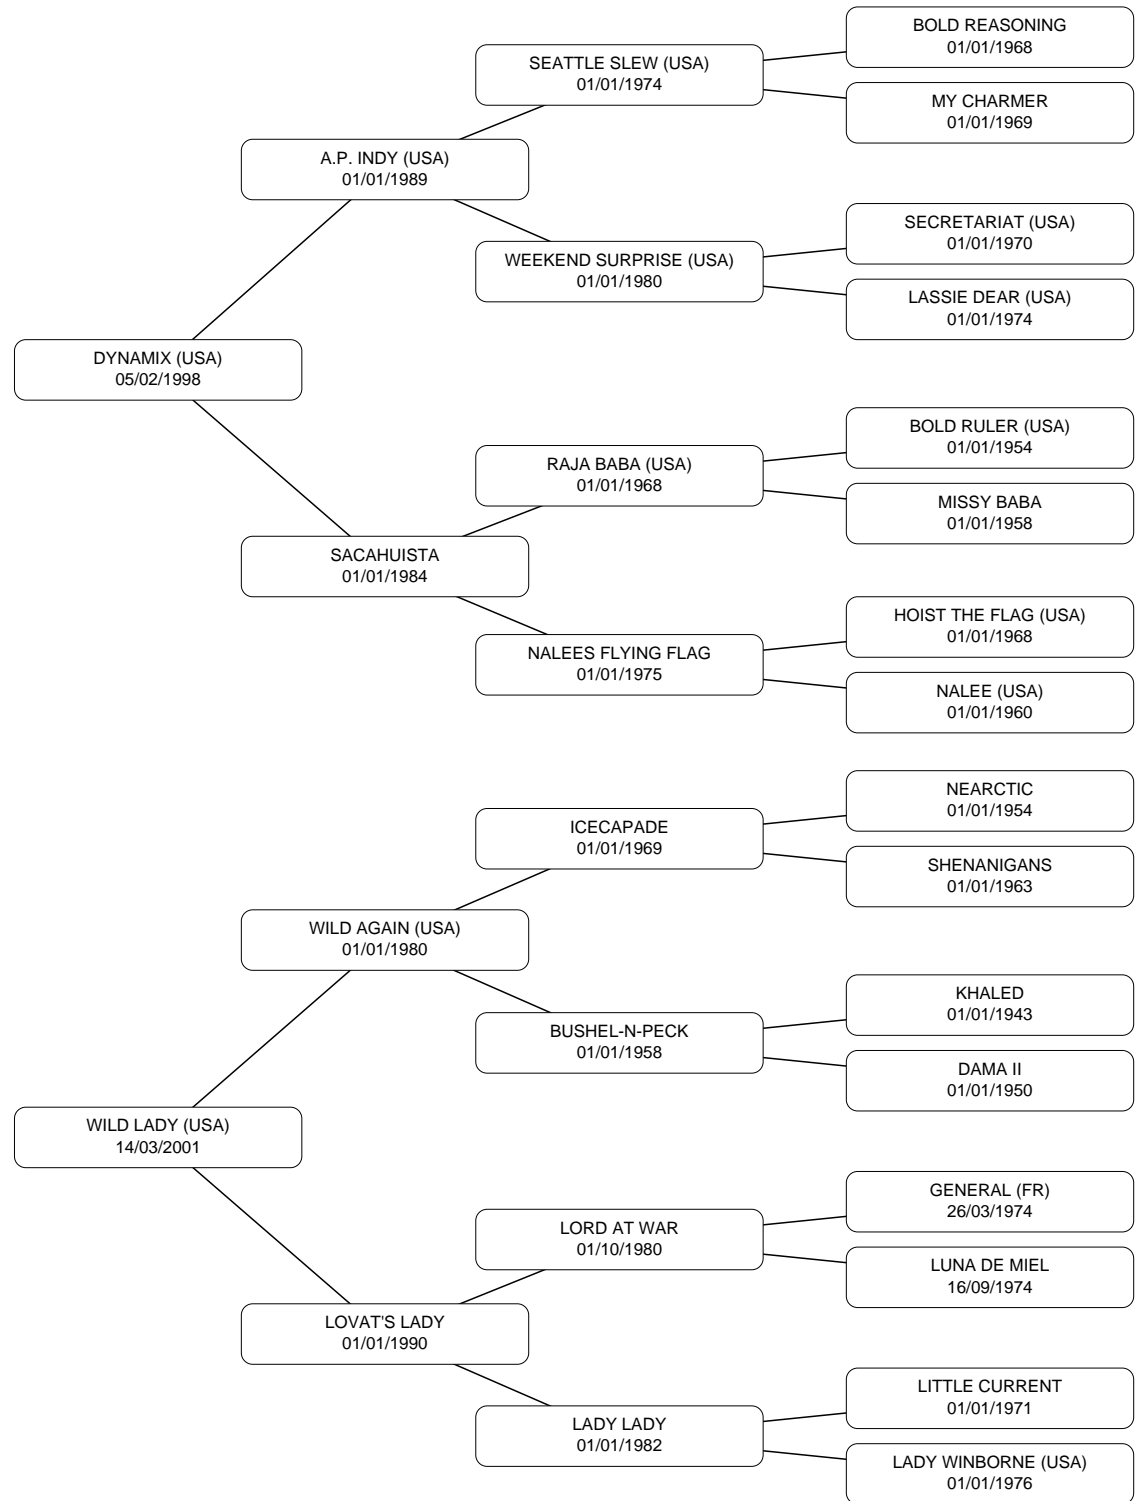 BOLD REASONING
01/01/1968
SEATTLE SLEW (USA)
01/01/1974
MY CHARMER
01/01/1969
A.P. INDY (USA)
01/01/1989
SECRETARIAT (USA)
01/01/1970
WEEKEND SURPRISE (USA)
01/01/1980
LASSIE DEAR (USA)
01/01/1974
DYNAMIX (USA)
05/02/1998
BOLD RULER (USA)
01/01/1954
RAJA BABA (USA)
01/01/1968
MISSY BABA
01/01/1958
SACAHUISTA
01/01/1984
HOIST THE FLAG (USA)
01/01/1968
NALEES FLYING FLAG
01/01/1975
NALEE (USA)
01/01/1960
NEARCTIC
01/01/1954
ICECAPADE
01/01/1969
SHENANIGANS
01/01/1963
WILD AGAIN (USA)
01/01/1980
KHALED
01/01/1943
BUSHEL-N-PECK
01/01/1958
DAMA II
01/01/1950
WILD LADY (USA)
14/03/2001
GENERAL (FR)
26/03/1974
LORD AT WAR
01/10/1980
LUNA DE MIEL
16/09/1974
LOVAT'S LADY
01/01/1990
LITTLE CURRENT
01/01/1971
LADY LADY
01/01/1982
LADY WINBORNE (USA)
01/01/1976